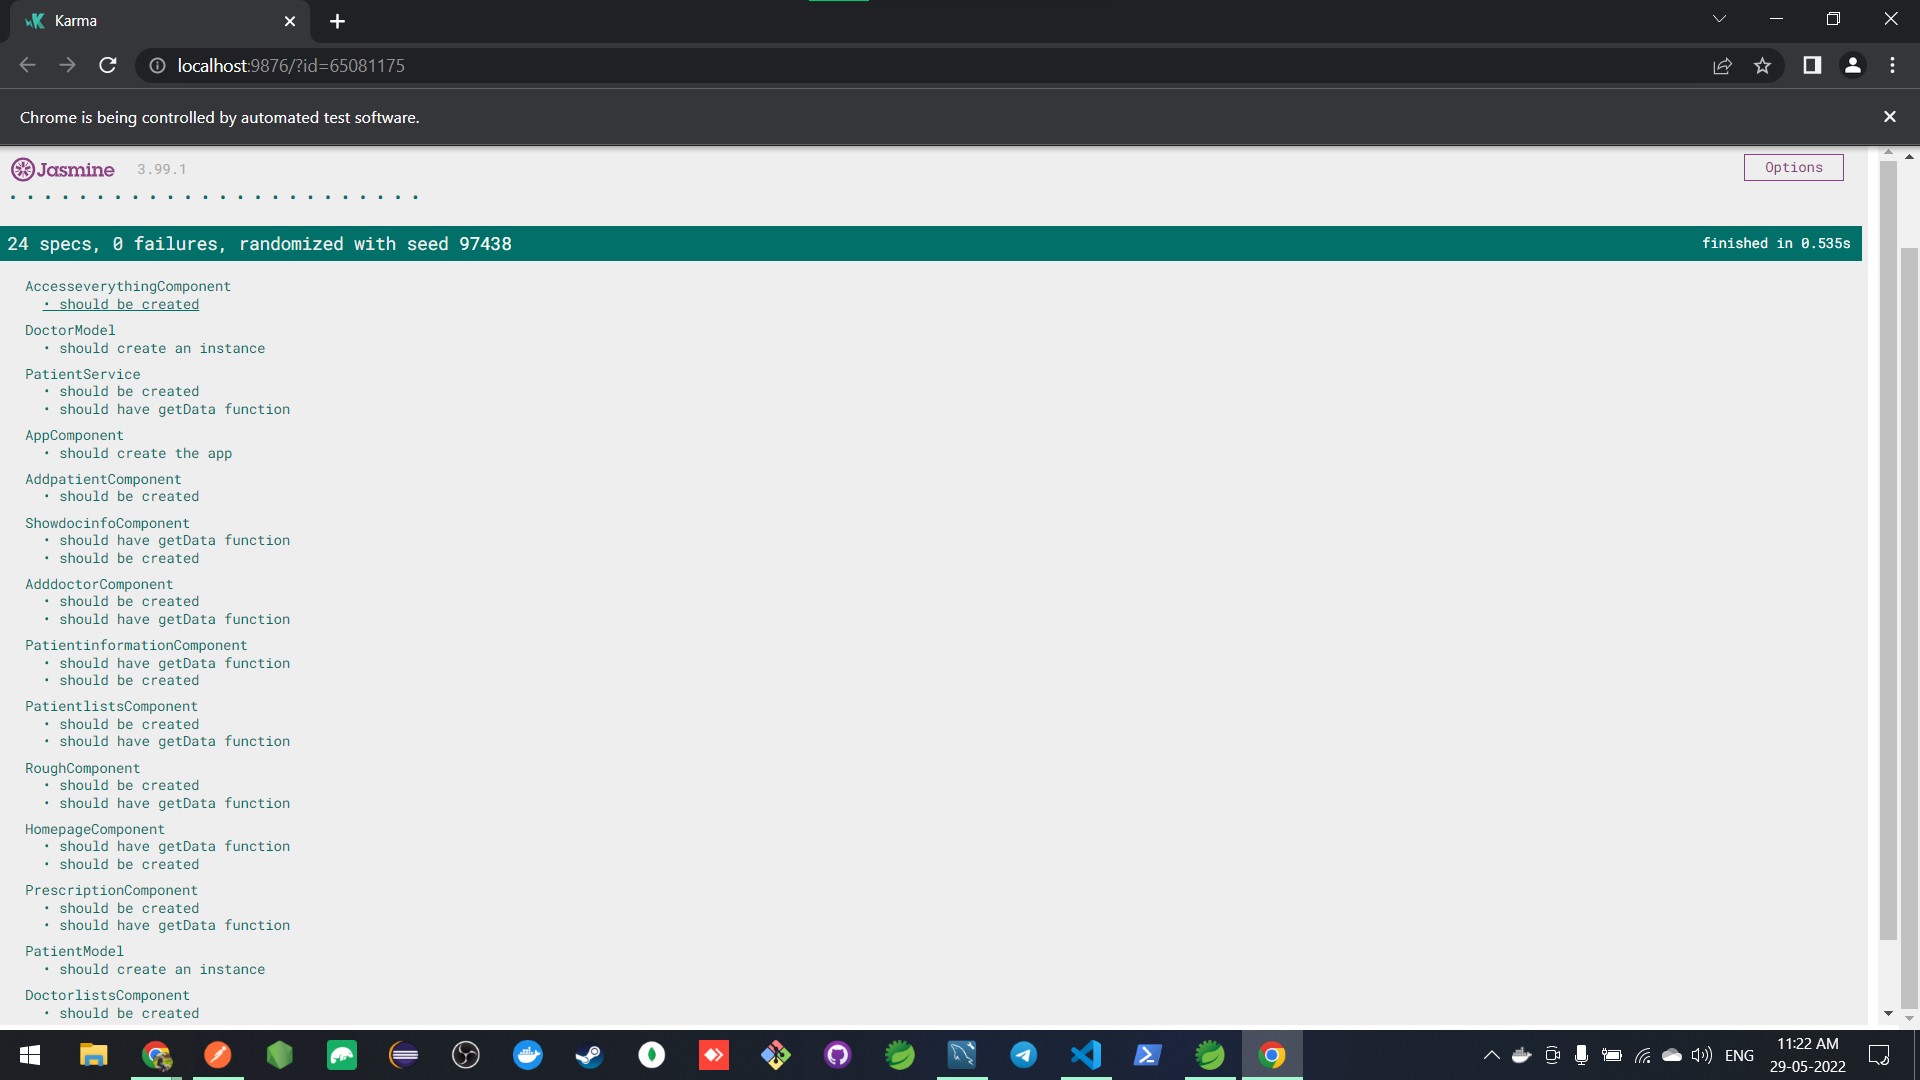 Karma
localhost:9876/?id=65081175
Chrome is being controlled by automated test software.
Jasmine 3.99.1
Options
24 specs, 0 failures, randomized with seed 97438
finished in 0.535s
AccesseverythingComponent
• should be created
DoctorModel
• should create an instance
PatientService
• should be created
• should have getData function
AppComponent
• should create the app
AddpatientComponent
• should be created
ShowdocinfoComponent
• should have getData function
• should be created
AdddoctorComponent
• should be created
• should have getData function
PatientinformationComponent
• should have getData function
• should be created
PatientlistsComponent
• should be created
• should have getData function
RoughComponent
• should be created
• should have getData function
HomepageComponent
• should have getData function
• should be created
PrescriptionComponent
• should be created
• should have getData function
PatientModel
• should create an instance
DoctorlistsComponent
• should be created
ENG
11:22 AM
29-05-2022